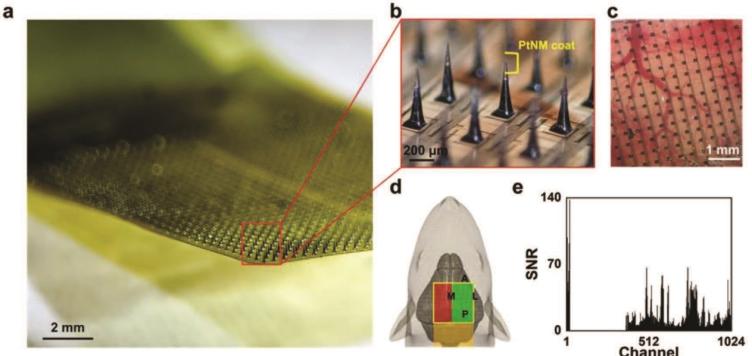 a
2 mm
b
PtNM coat
200 µm
c
1 mm
d
A
M
L
P
e
SNR
140
70
0
1
512
1024
Channel